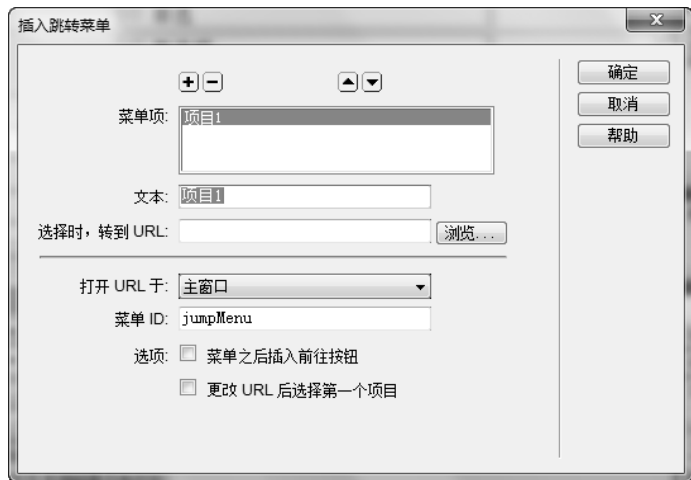 插入跳转菜单
确定
取消
帮助
菜单项: 项目1
文本: 项目1
选择时，转到 URL: 浏览...
打开 URL 于: 主窗口
菜单 ID: jumpMenu
选项: 菜单之后插入前往按钮
更改 URL 后选择第一个项目